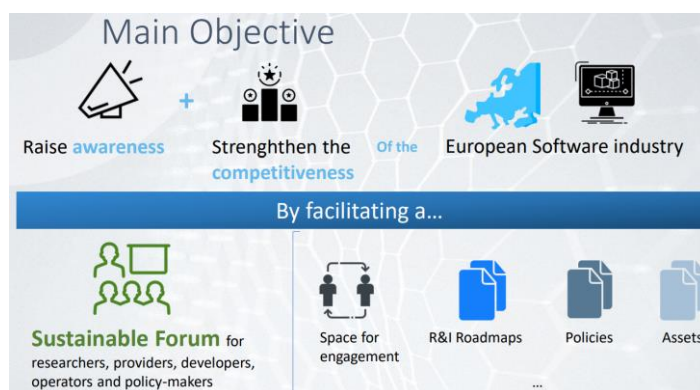 Main Objective
+
Raise awareness
Strenghthen the
competitiveness
Of the
European Software industry
By facilitating a...
Sustainable Forum for
researchers, providers, developers,
operators and policy-makers
Space for
engagement
R&I Roadmaps
Policies
Assets
...